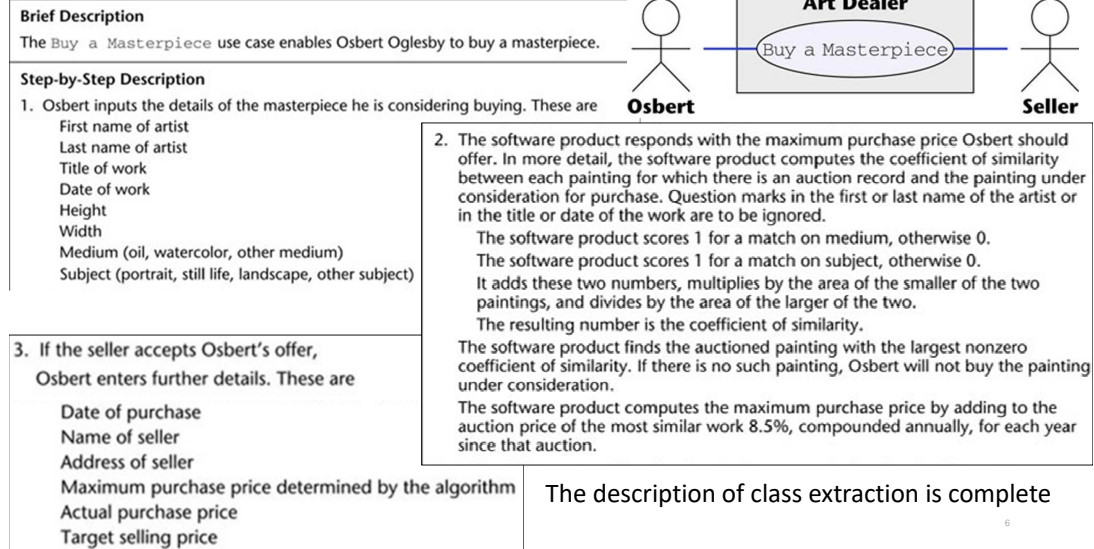 Brief Description
The Buy a Masterpiece use case enables Osbert Oglesby to buy a masterpiece.
Step-by-Step Description
1. Osbert inputs the details of the masterpiece he is considering buying. These are
First name of artist
Last name of artist
Title of work
Date of work
Height
Width
Medium (oil, watercolor, other medium)
Subject (portrait, still life, landscape, other subject)
Art Dealer
Buy a Masterpiece
Osbert
Seller
2. The software product responds with the maximum purchase price Osbert should
offer. In more detail, the software product computes the coefficient of similarity
between each painting for which there is an auction record and the painting under
consideration for purchase. Question marks in the first or last name of the artist or
in the title or date of the work are to be ignored.
The software product scores 1 for a match on medium, otherwise 0.
The software product scores 1 for a match on subject, otherwise 0.
It adds these two numbers, multiplies by the area of the smaller of the two
paintings, and divides by the area of the larger of the two.
The resulting number is the coefficient of similarity.
The software product finds the auctioned painting with the largest nonzero
coefficient of similarity. If there is no such painting, Osbert will not buy the painting
under consideration.
The software product computes the maximum purchase price by adding to the
auction price of the most similar work 8.5%, compounded annually, for each year
since that auction.
3. If the seller accepts Osbert's offer,
Osbert enters further details. These are
Date of purchase
Name of seller
Address of seller
Maximum purchase price determined by the algorithm
Actual purchase price
Target selling price
The description of class extraction is complete
6